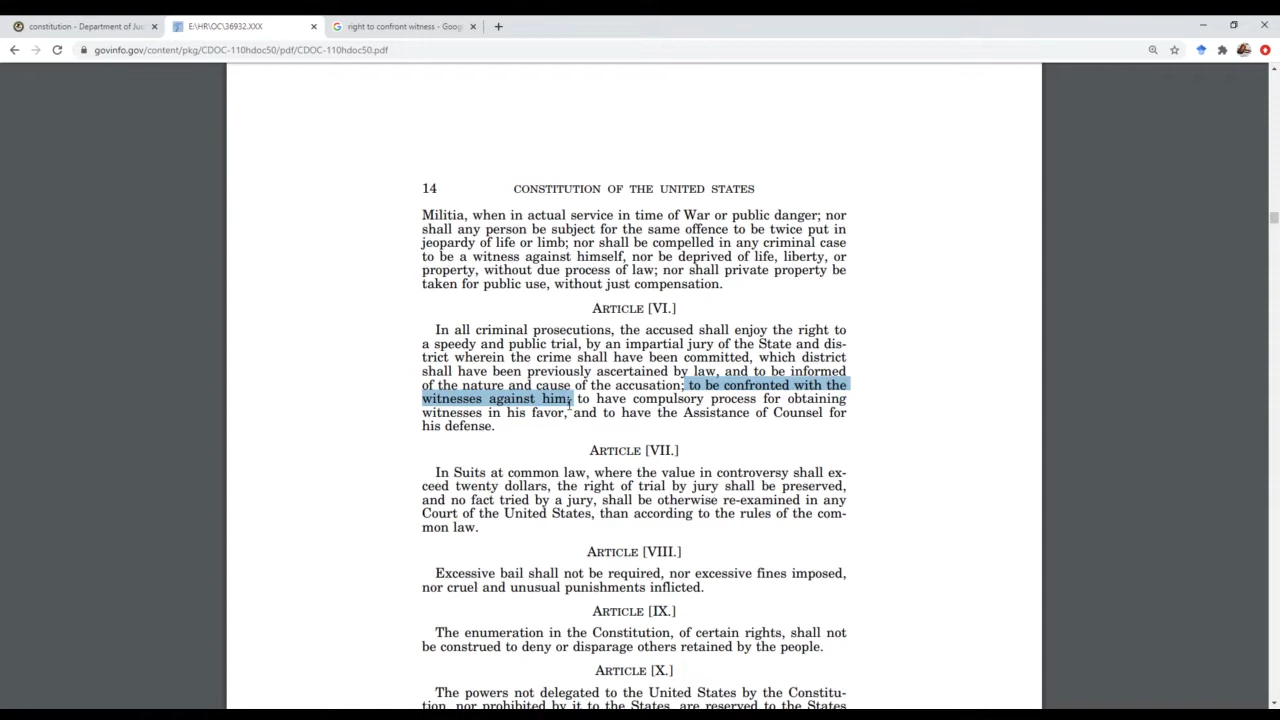 constitution - Department of Jus
E:\HR\OC\36932.XXX
right to confront witness - Goog
govinfo.gov/content/pkg/CDOC-110hdoc50/pdf/CDOC-110hdoc50.pdf
14 CONSTITUTION OF THE UNITED STATES
Militia, when in actual service in time of War or public danger; nor
shall any person be subject for the same offence to be twice put in
jeopardy of life or limb; nor shall be compelled in any criminal case
to be a witness against himself, nor be deprived of life, liberty, or
property, without due process of law; nor shall private property be
taken for public use, without just compensation.
ARTICLE [VI.]
In all criminal prosecutions, the accused shall enjoy the right to
a speedy and public trial, by an impartial jury of the State and dis-
trict wherein the crime shall have been committed, which district
shall have been previously ascertained by law, and to be informed
of the nature and cause of the accusation; to be confronted with the
witnesses against him; to have compulsory process for obtaining
witnesses in his favor, and to have the Assistance of Counsel for
his defense.
ARTICLE [VII.]
In Suits at common law, where the value in controversy shall ex-
ceed twenty dollars, the right of trial by jury shall be preserved,
and no fact tried by a jury, shall be otherwise re-examined in any
Court of the United States, than according to the rules of the com-
mon law.
ARTICLE [VIII.]
Excessive bail shall not be required, nor excessive fines imposed,
nor cruel and unusual punishments inflicted.
ARTICLE [IX.]
The enumeration in the Constitution, of certain rights, shall not
be construed to deny or disparage others retained by the people.
ARTICLE [X.]
The powers not delegated to the United States by the Constitu-
tion, nor prohibited by it to the States, are reserved to the States